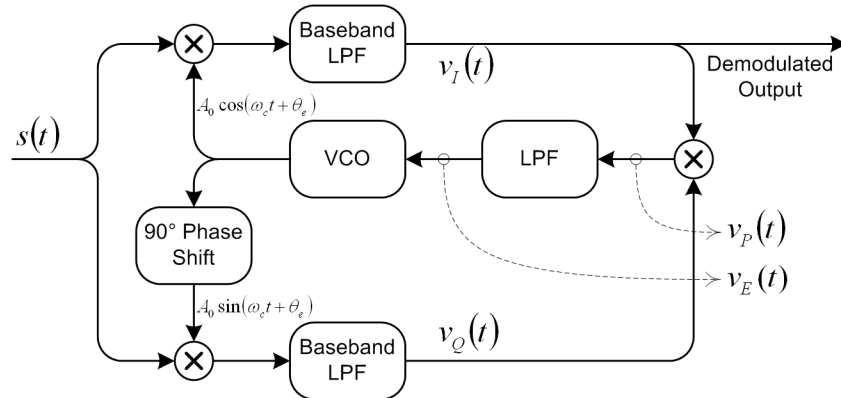 Baseband
LPF
v_I(t)
Demodulated
Output
A_0 cos(ω_c t + θ_e)
s(t)
VCO
LPF
90° Phase
Shift
v_P(t)
v_E(t)
A_0 sin(ω_c t + θ_e)
v_Q(t)
Baseband
LPF